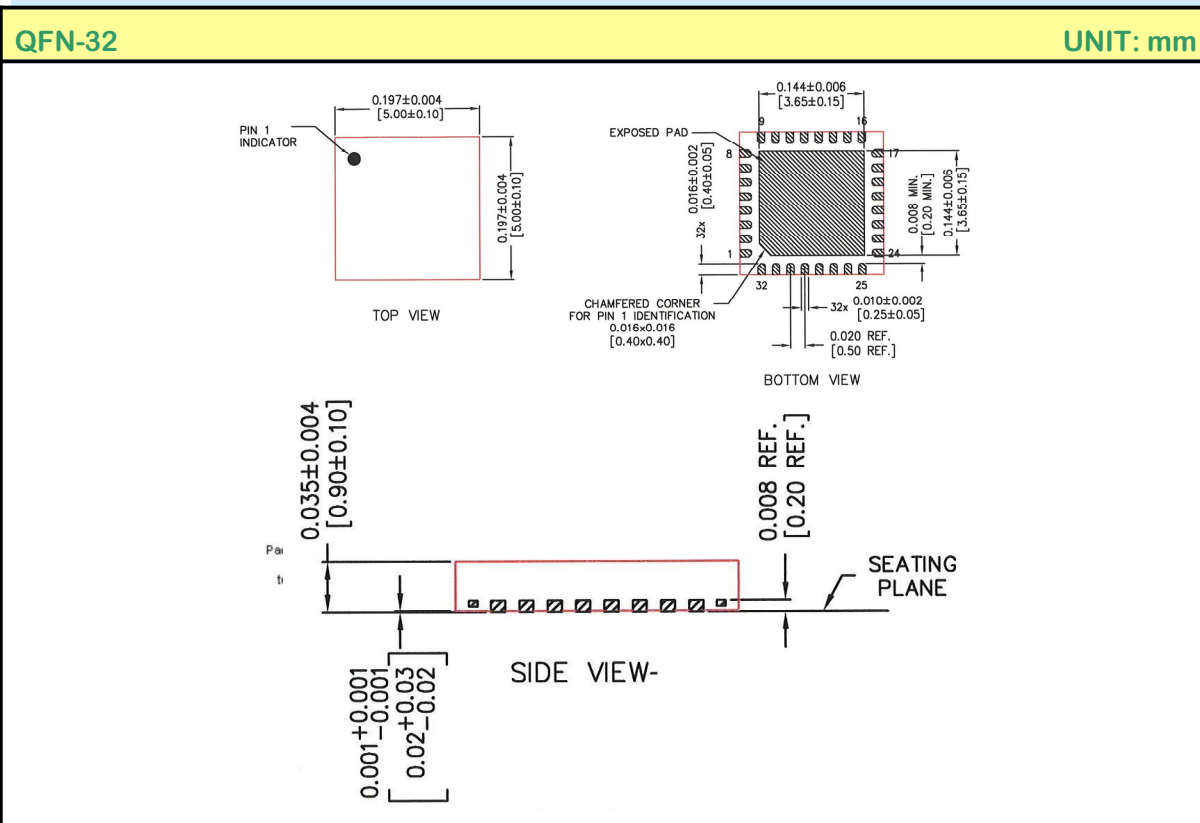 QFN-32
UNIT: mm
0.197±0.004
[5.00±0.10]
PIN 1
INDICATOR
0.197±0.004
[5.00±0.10]
TOP VIEW
0.144±0.006
[3.65±0.15]
EXPOSED PAD
9
16
8
17
32x
0.016±0.002
[0.40±0.05]
0.008 MIN.
[0.20 MIN.]
0.144±0.006
[3.65±0.15]
1
24
32
25
CHAMFERED CORNER
FOR PIN 1 IDENTIFICATION
0.016x0.016
[0.40x0.40]
32x 0.010±0.002
[0.25±0.05]
0.020 REF.
[0.50 REF.]
BOTTOM VIEW
0.035±0.004
[0.90±0.10]
0.008 REF.
[0.20 REF.]
SEATING
PLANE
0.001+0.001
-0.001
[0.02+0.03
-0.02]
SIDE VIEW-